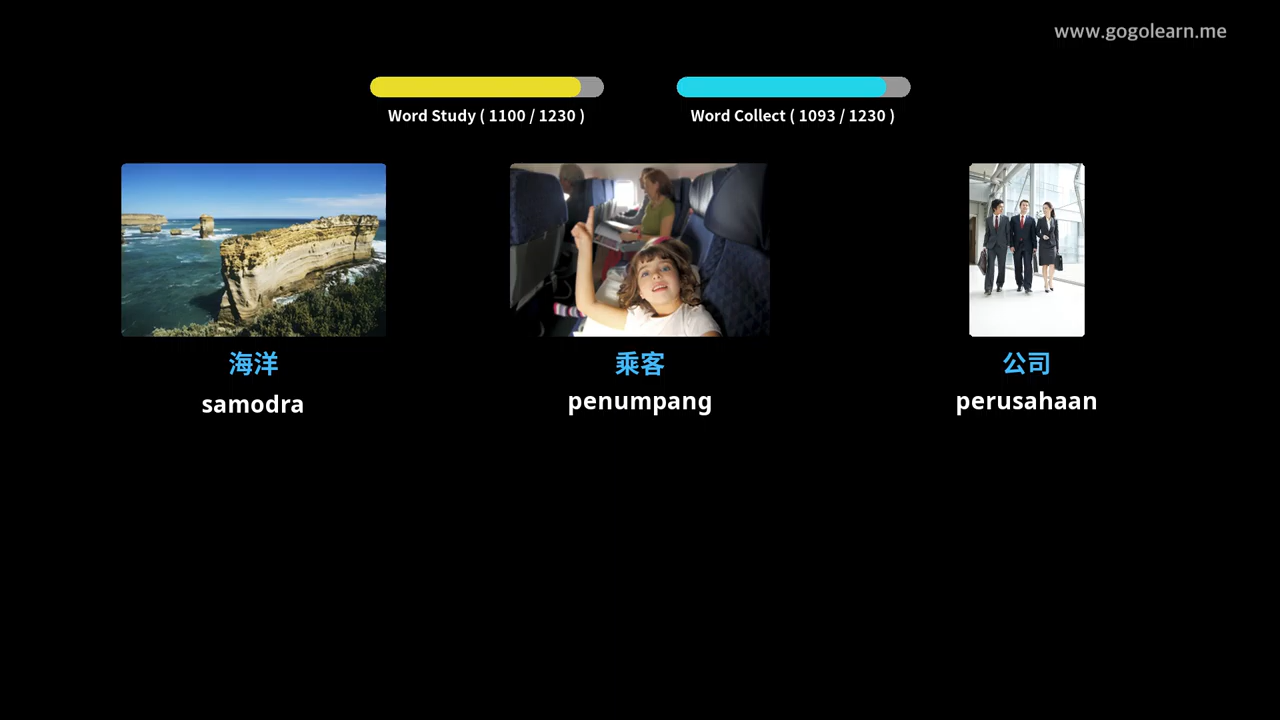 www.gogolearn.me
Word Study ( 1100 / 1230 )
Word Collect ( 1093 / 1230 )
海洋
乘客
公司
samodra
penumpang
perusahaan